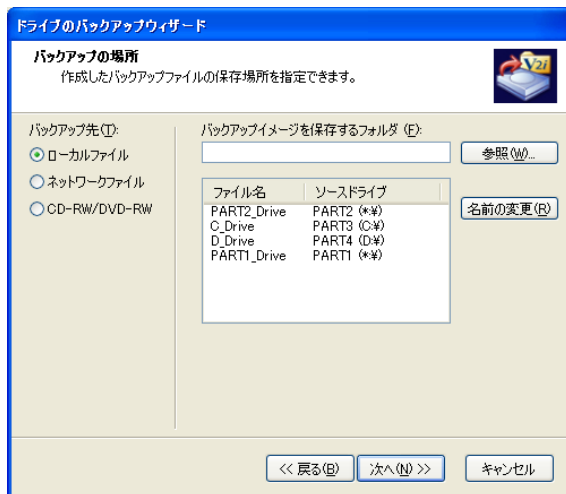 ドライブのバックアップウィザード
バックアップの場所
作成したバックアップファイルの保存場所を指定できます。
V2i
バックアップ先(T):
ローカルファイル
ネットワークファイル
CD-RW/DVD-RW
バックアップイメージを保存するフォルダ (F):
参照(W)...
ファイル名 ソースドライブ
PART2_Drive PART2 (*:¥)
C_Drive PART3 (C:¥)
D_Drive PART4 (D:¥)
PART1_Drive PART1 (*:¥)
名前の変更(R)
<< 戻る(B) 次へ(N) >> キャンセル